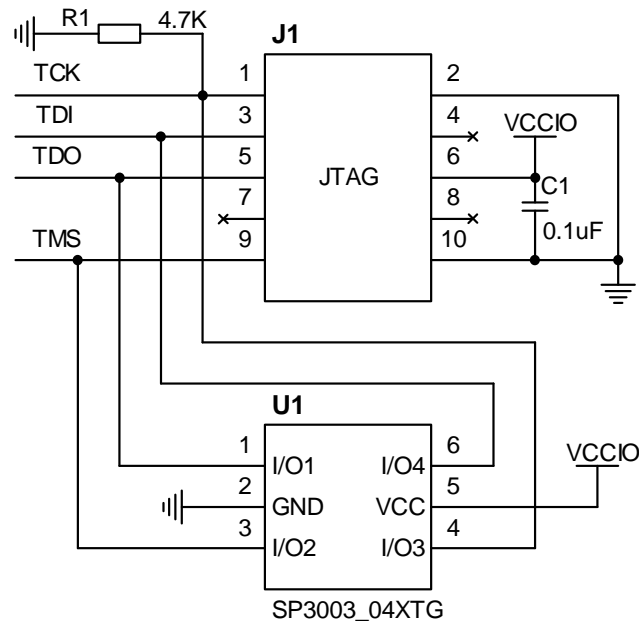 R1 4.7K
J1
TCK 1 2
TDI 3 4
VCCIO
TDO 5 6
JTAG
C1
7 8
0.1uF
TMS 9 10
U1
1 I/O1 I/O4 6
VCCIO
2 GND VCC 5
3 I/O2 I/O3 4
SP3003_04XTG